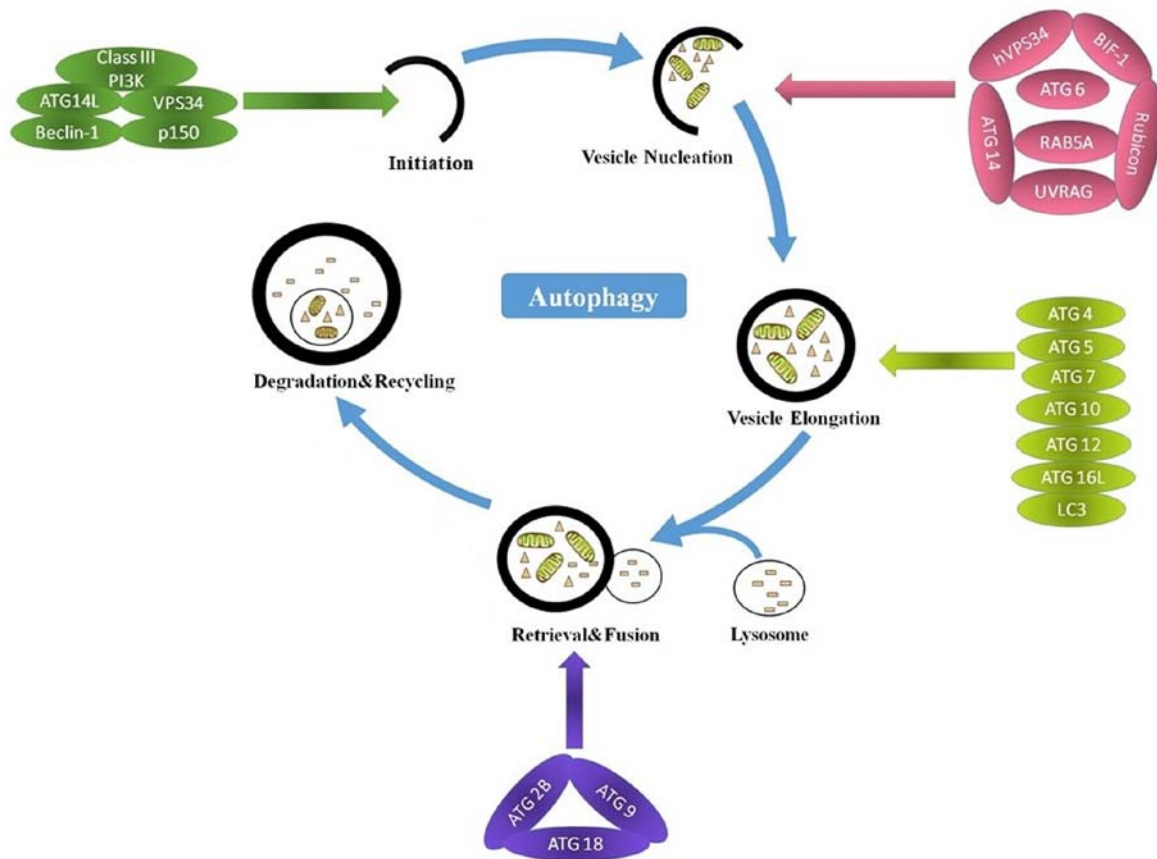 Class III
PI3K
ATG14L
VPS34
Beclin-1
p150
Initiation
Vesicle Nucleation
hVPS34
BIF-1
ATG 6
ATG 14
RAB5A
Rubicon
UVRAG
Autophagy
Degradation&Recycling
Vesicle Elongation
ATG 4
ATG 5
ATG 7
ATG 10
ATG 12
ATG 16L
LC3
Retrieval&Fusion
Lysosome
ATG 2B
ATG 9
ATG 18